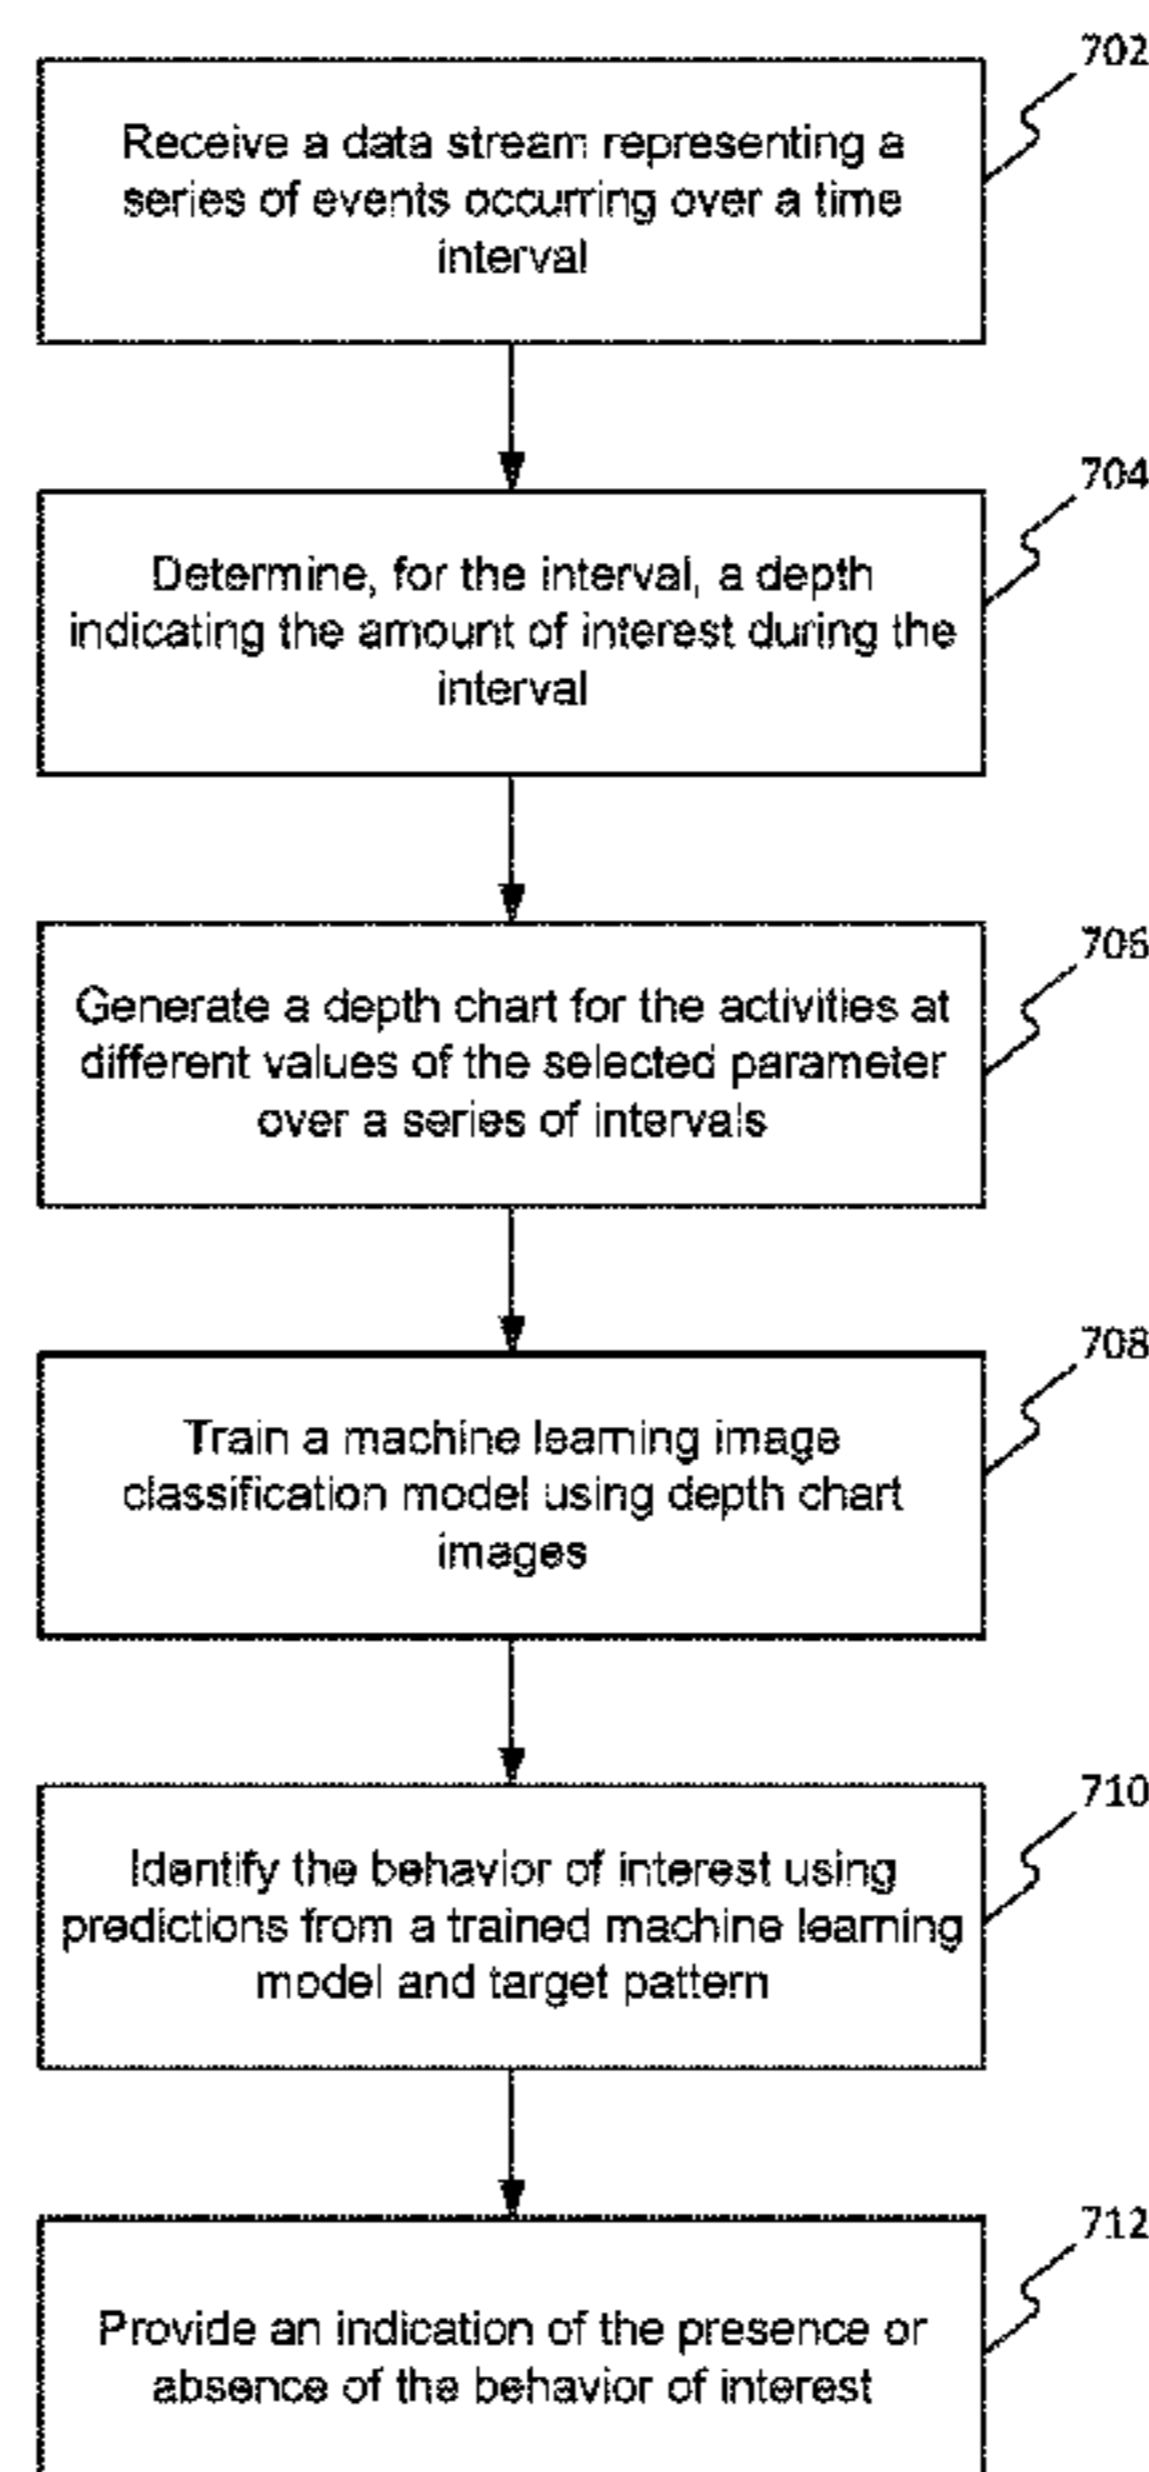 702
Receive a data stream representing a
series of events occurring over a time
interval
704
Determine, for the interval, a depth
indicating the amount of interest during the
interval
706
Generate a depth chart for the activities at
different values of the selected parameter
over a series of intervals
708
Train a machine learning image
classification model using depth chart
images
710
Identify the behavior of interest using
predictions from a trained machine learning
model and target pattern
712
Provide an indication of the presence or
absence of the behavior of interest